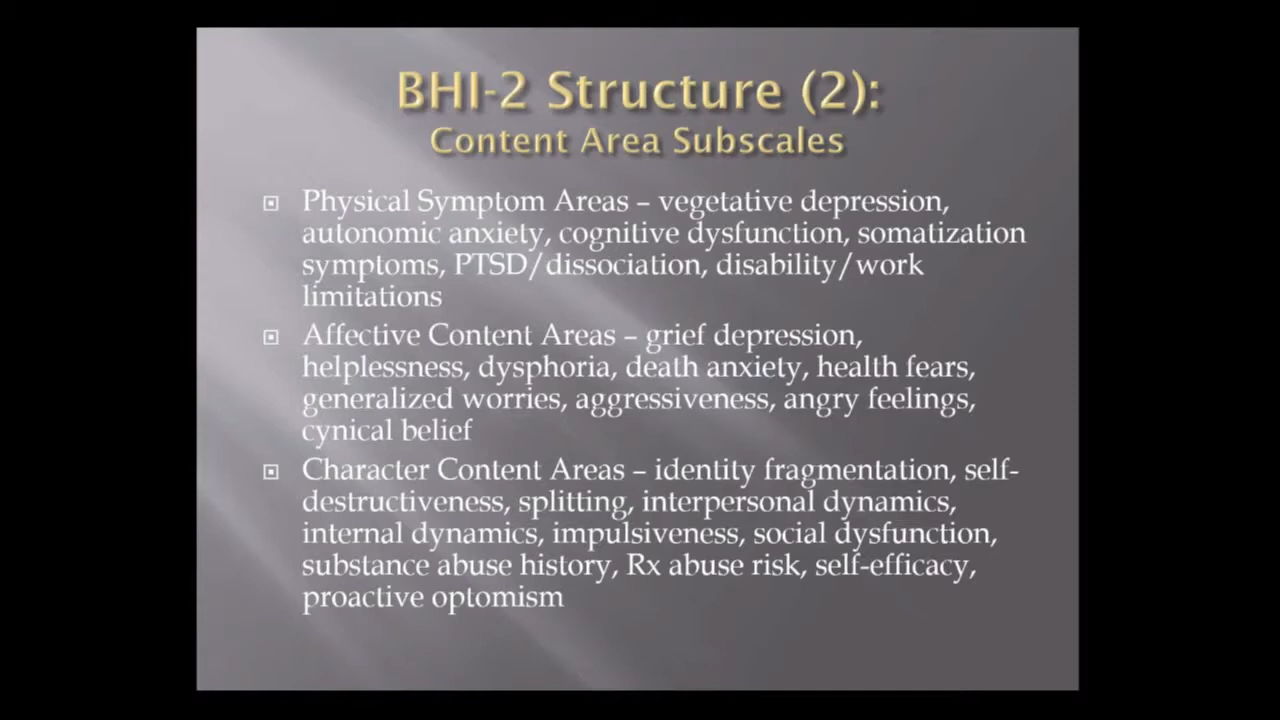 BHI-2 Structure (2):
Content Area Subscales
Physical Symptom Areas – vegetative depression,
autonomic anxiety, cognitive dysfunction, somatization
symptoms, PTSD/dissociation, disability/work
limitations
Affective Content Areas – grief depression,
helplessness, dysphoria, death anxiety, health fears,
generalized worries, aggressiveness, angry feelings,
cynical belief
Character Content Areas – identity fragmentation, self-
destructiveness, splitting, interpersonal dynamics,
internal dynamics, impulsiveness, social dysfunction,
substance abuse history, Rx abuse risk, self-efficacy,
proactive optomism